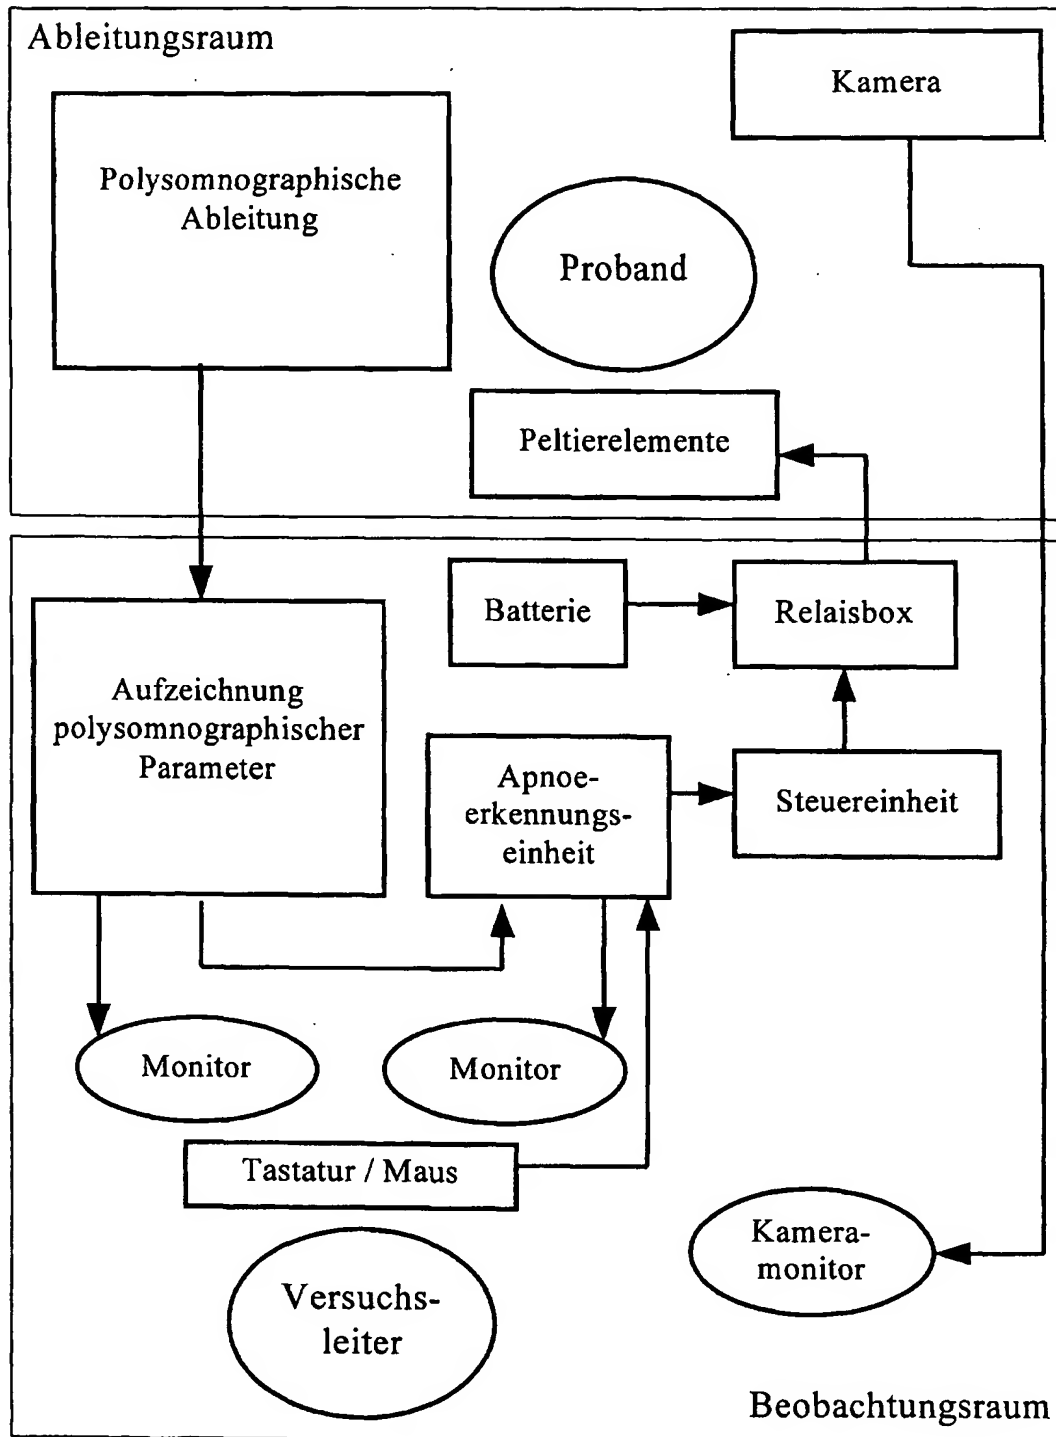 Ableitungsraum
Kamera
Polysomnographische
Ableitung
Proband
Peltierelemente
Batterie
Relaisbox
Aufzeichnung
polysomnographischer
Parameter
Apnoe-
erkennungs-
einheit
Steuereinheit
Monitor
Monitor
Tastatur / Maus
Kamera-
monitor
Versuchs-
leiter
Beobachtungsraum